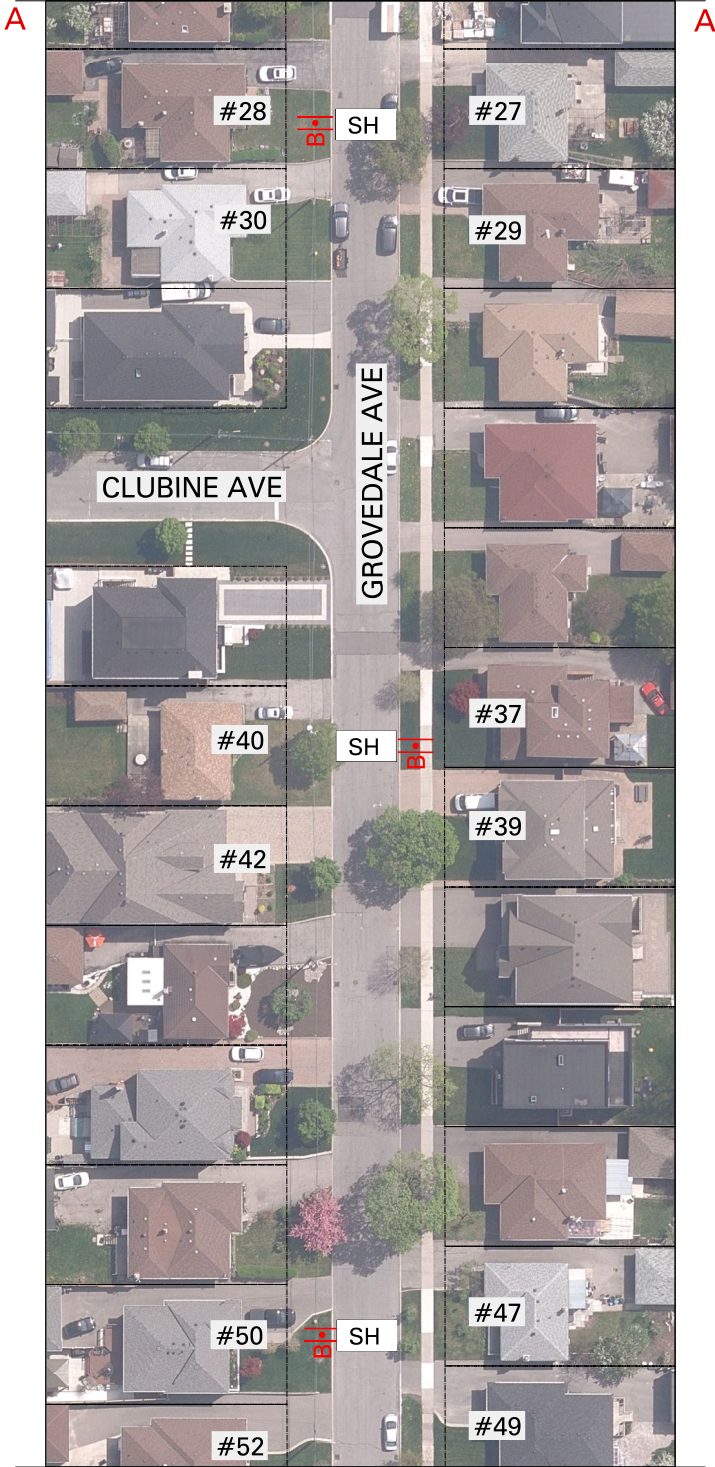 A
A
#28
B
SH
#27
#30
#29
GROVEDALE AVE
CLUBINE AVE
#37
#40
SH
B
#39
#42
#47
#50
B
SH
#49
#52